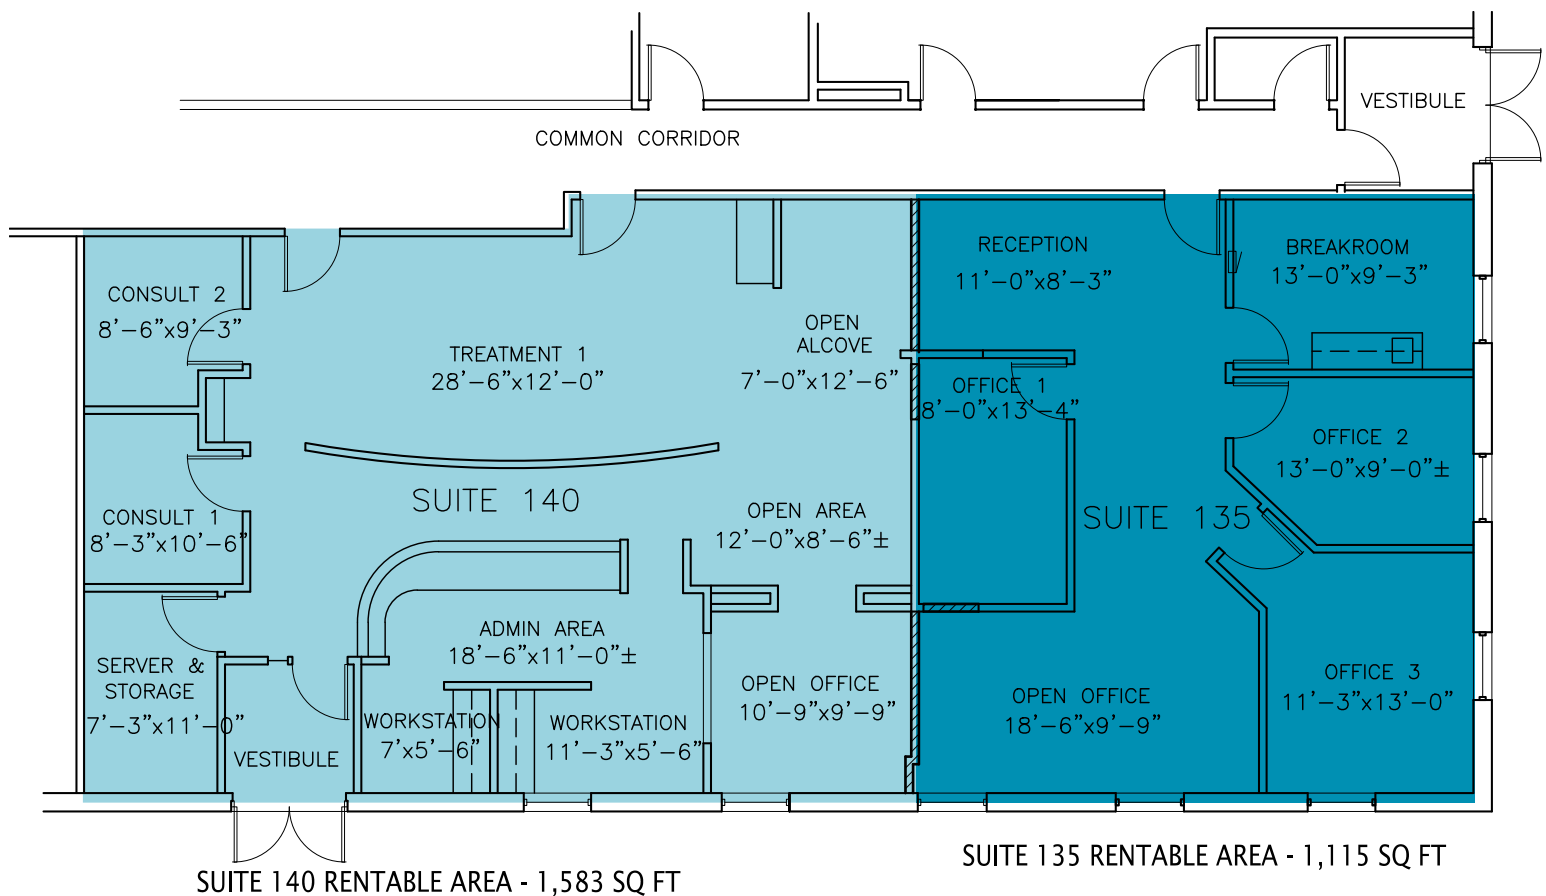 VESTIBULE
COMMON CORRIDOR
CONSULT 2
8'-6"x9'-3"
TREATMENT 1
28'-6"x12'-0"
OPEN
ALCOVE
7'-0"x12'-6"
RECEPTION
11'-0"x8'-3"
BREAKROOM
13'-0"x9'-3"
OFFICE 1
8'-0"x13'-4"
OFFICE 2
13'-0"x9'-0"±
CONSULT 1
8'-3"x10'-6"
SUITE 140
OPEN AREA
12'-0"x8'-6"±
SUITE 135
SERVER &
STORAGE
7'-3"x11'-0"
ADMIN AREA
18'-6"x11'-0"±
WORKSTATION
7'x5'-6"
WORKSTATION
11'-3"x5'-6"
VESTIBULE
OPEN OFFICE
10'-9"x9'-9"
OPEN OFFICE
18'-6"x9'-9"
OFFICE 3
11'-3"x13'-0"
SUITE 140 RENTABLE AREA - 1,583 SQ FT
SUITE 135 RENTABLE AREA - 1,115 SQ FT